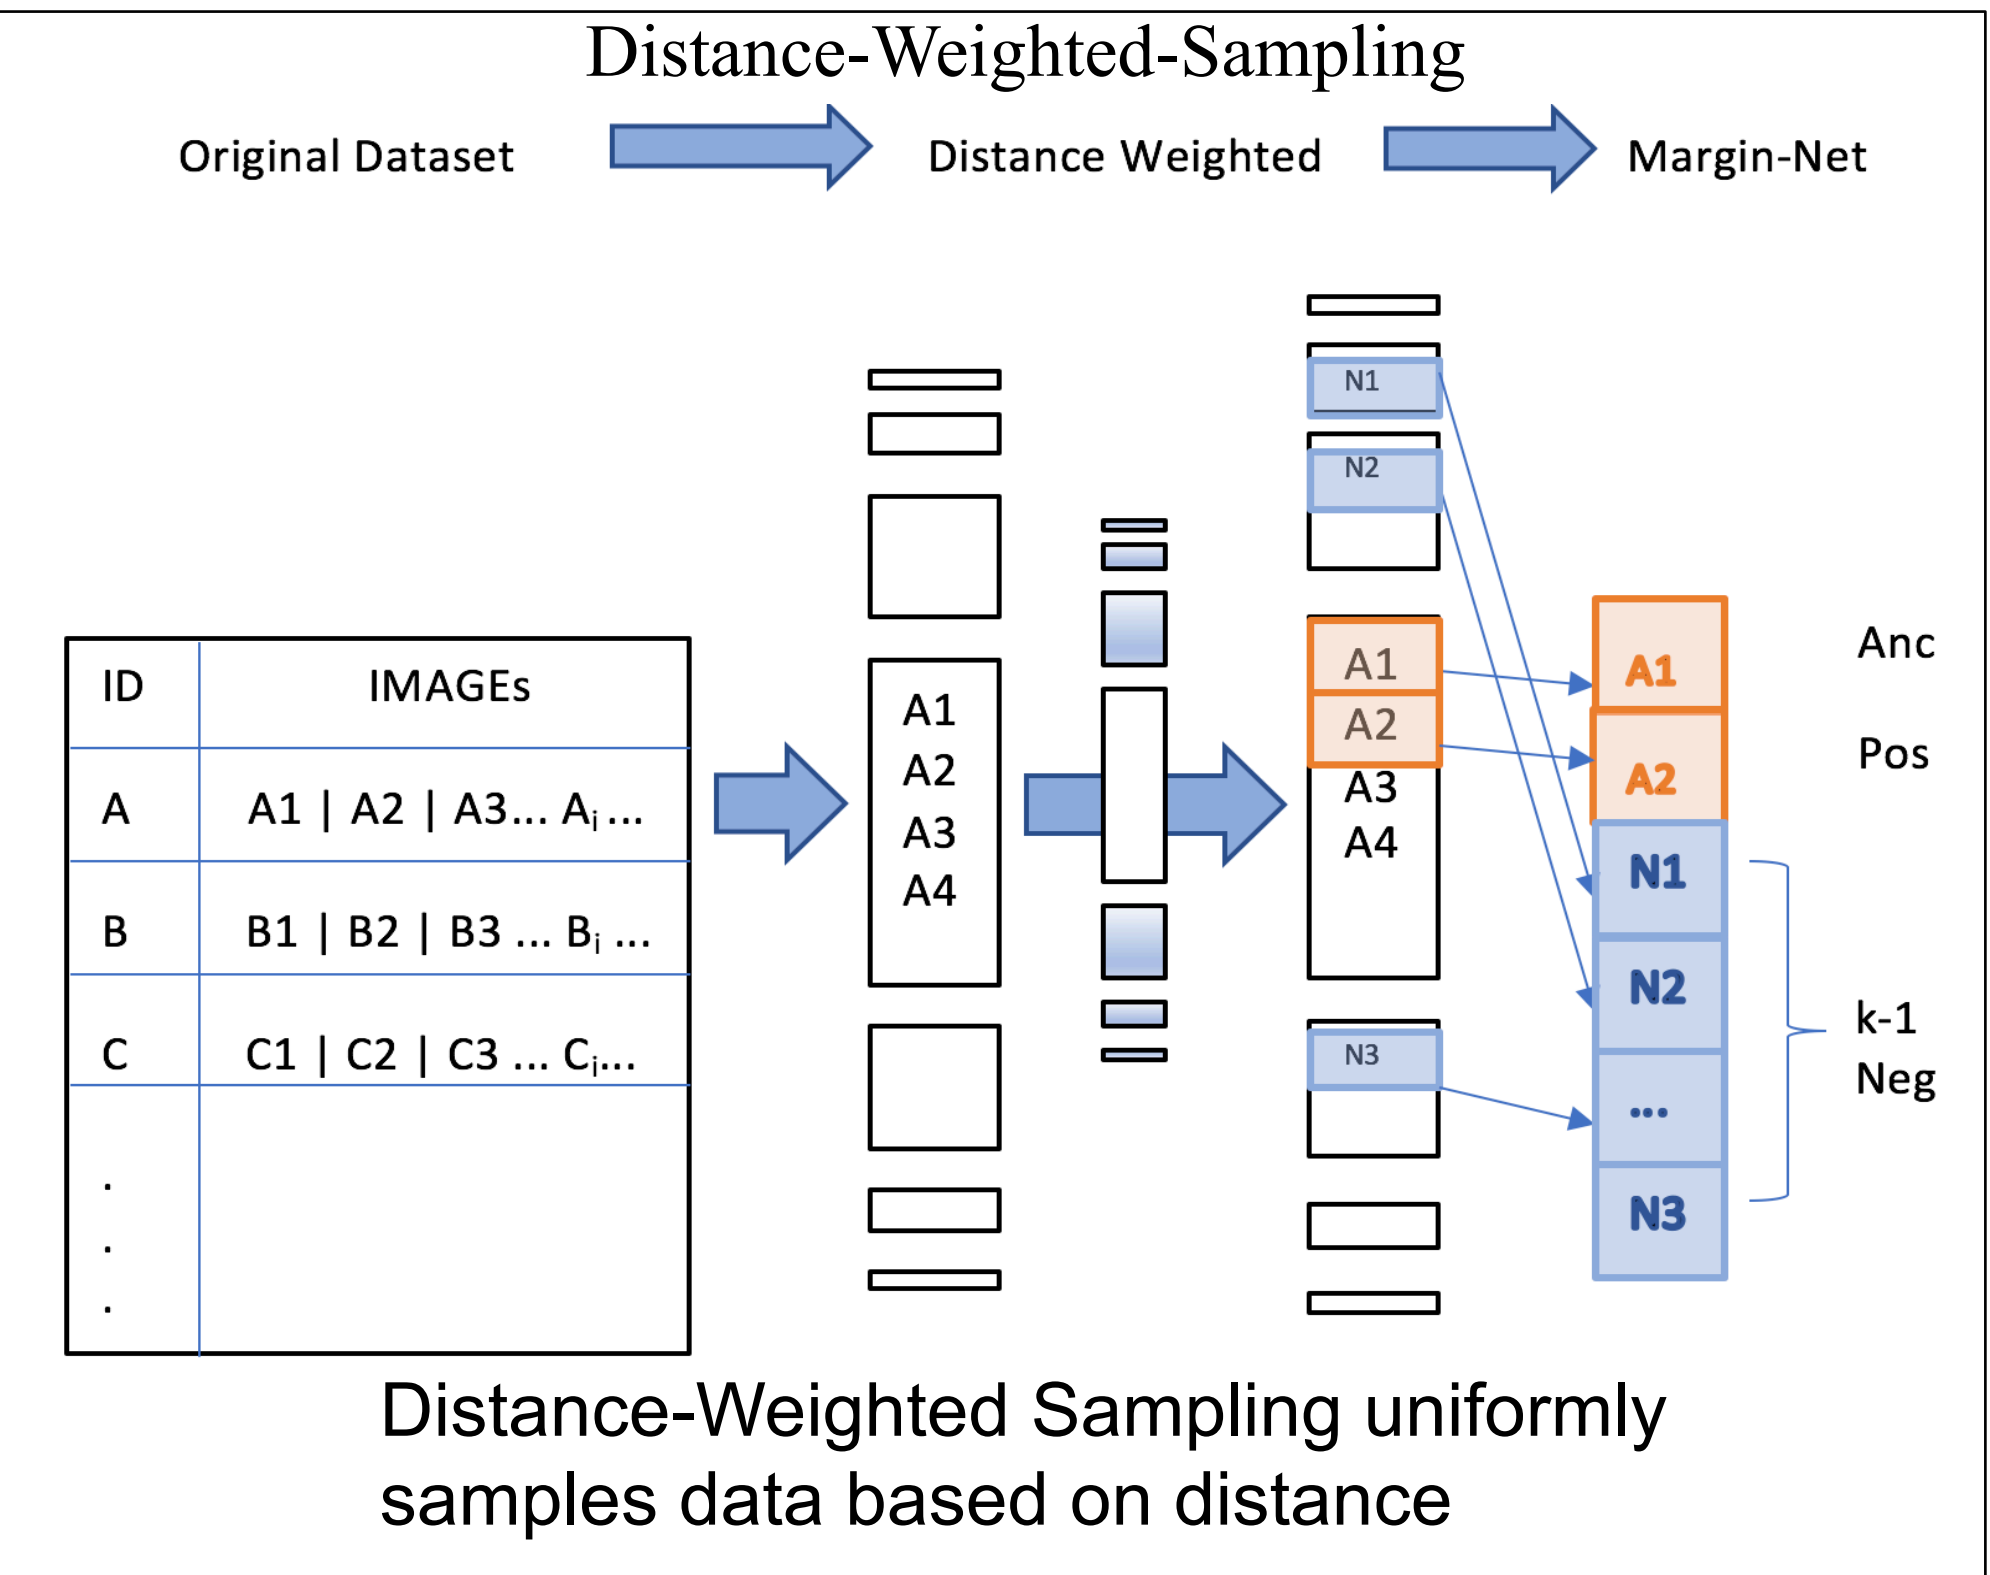 Distance-Weighted-Sampling
Original Dataset
Distance Weighted
Margin-Net
ID IMAGEs
A A1 | A2 | A3... Ai ...
B B1 | B2 | B3 ... Bi ...
C C1 | C2 | C3 ... Ci...
.
.
.
A1
A2
A3
A4
N1
N2
A1
A2
A3
A4
N3
A1
A2
N1
N2
...
N3
Anc
Pos
k-1
Neg
Distance-Weighted Sampling uniformly
samples data based on distance